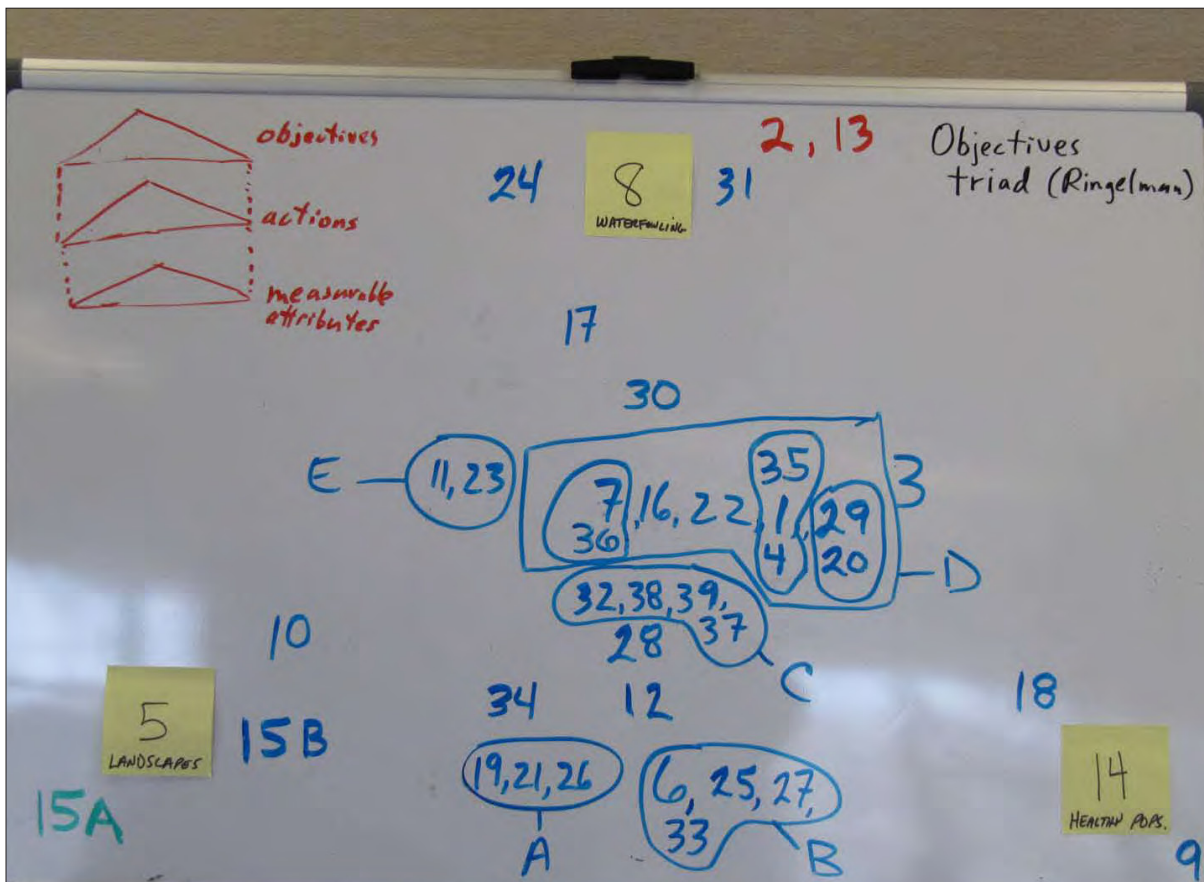 objectives
actions
measurable
attributes
24
8
WATERFOWLING
31
2, 13
Objectives
triad (Ringelman)
17
30
E
11, 23
7
36
,16, 22,
35
1,
4
29
20
3
D
32, 38, 39,
37
28
C
10
34
12
18
5
LANDSCAPES
15B
15A
19, 21, 26
A
6, 25, 27,
33
B
14
HEALTHY POPS.
9